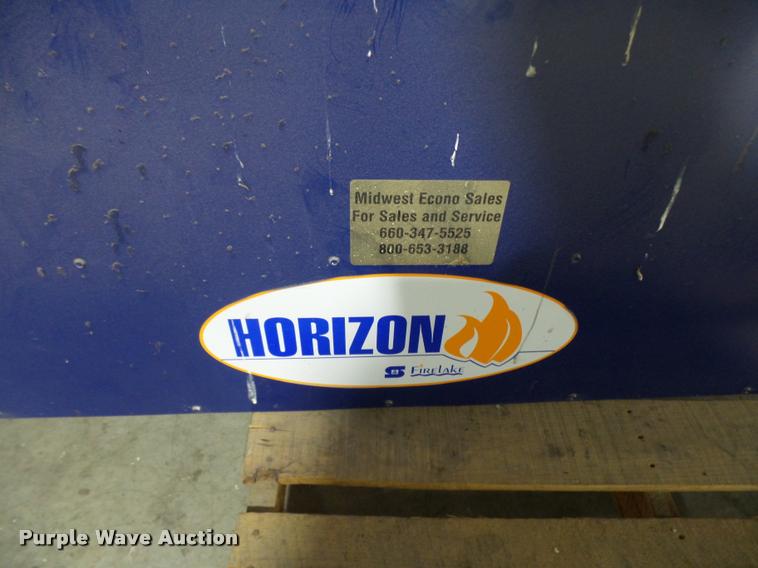 Midwest Econo Sales
For Sales and Service
660-347-5525
800-653-3188
HORIZON
FIRELAKE
Purple Wave Auction